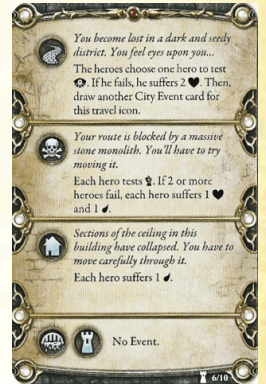 You become lost in a dark and seedy
district. You feel eyes upon you...
The heroes choose one hero to test
. If he fails, he suffers 2 . Then,
draw another City Event card for
this travel icon.
Your route is blocked by a massive
stone monolith. You'll have to try
moving it.
Each hero tests . If 2 or more
heroes fail, each hero suffers 1
and 1 .
Sections of the ceiling in this
building have collapsed. You have to
move carefully through it.
Each hero suffers 1 .
No Event.
6/10